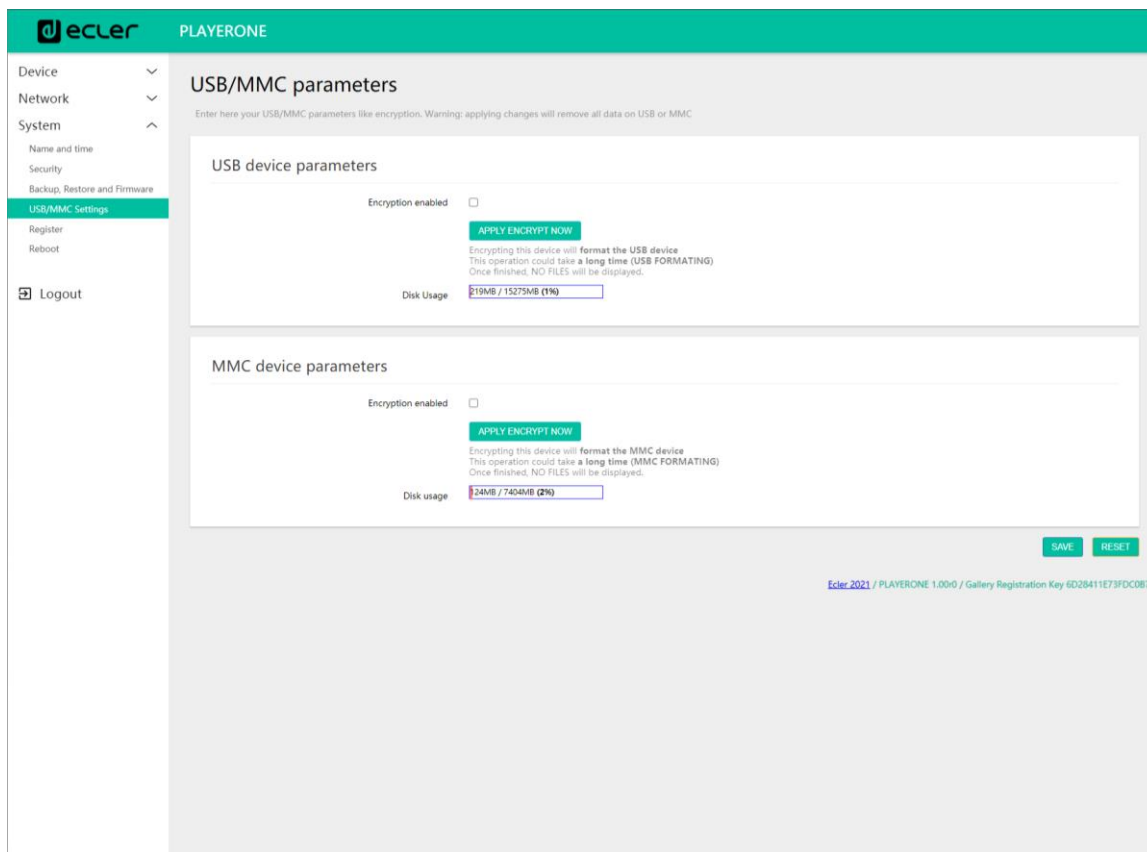 ecler PLAYERONE
Device
Network
System
Name and time
Security
Backup, Restore and Firmware
USB/MMC Settings
Register
Reboot
Logout
USB/MMC parameters
Enter here your USB/MMC parameters like encryption. Warning: applying changes will remove all data on USB or MMC
USB device parameters
Encryption enabled
APPLY ENCRYPT NOW
Encrypting this device will format the USB device
This operation could take a long time (USB FORMATING)
Once finished, NO FILES will be displayed.
Disk Usage 219MB / 15275MB (1%)
MMC device parameters
Encryption enabled
APPLY ENCRYPT NOW
Encrypting this device will format the MMC device
This operation could take a long time (MMC FORMATING)
Once finished, NO FILES will be displayed.
Disk usage 124MB / 7404MB (2%)
SAVE RESET
Ecler 2021 / PLAYERONE 1.00r0 / Gallery Registration Key